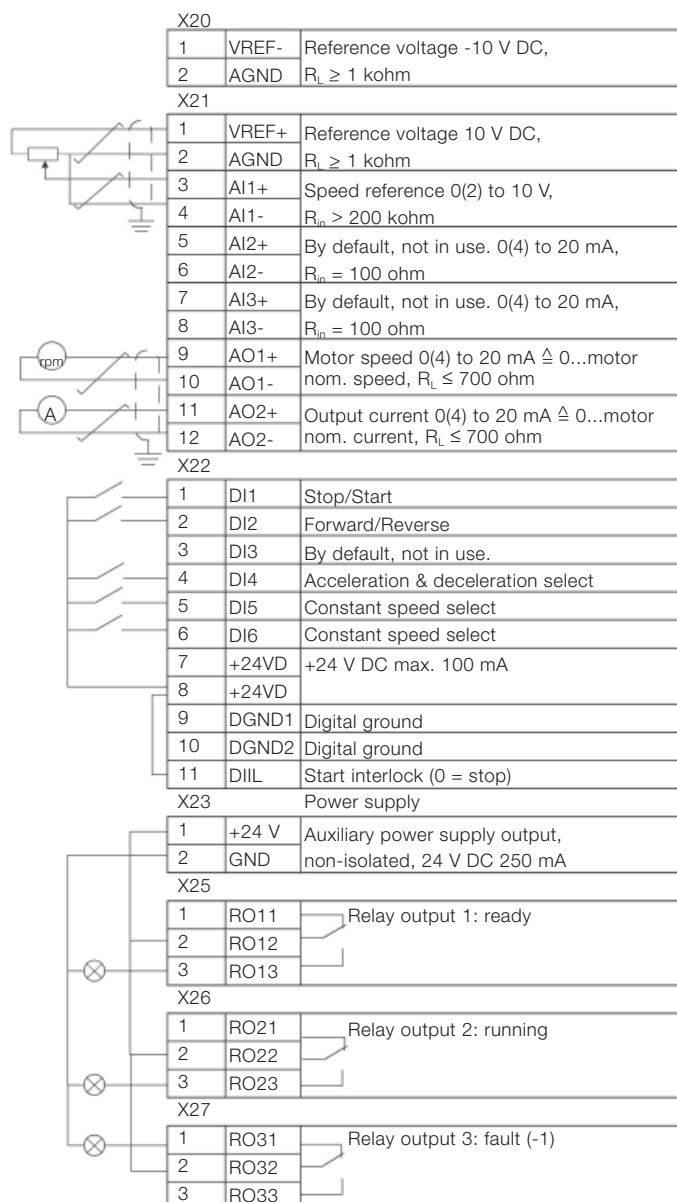 X20
1 VREF- Reference voltage -10 V DC,
2 AGND R_L ≥ 1 kohm
X21
1 VREF+ Reference voltage 10 V DC,
2 AGND R_L ≥ 1 kohm
3 AI1+ Speed reference 0(2) to 10 V,
4 AI1- R_in > 200 kohm
5 AI2+ By default, not in use. 0(4) to 20 mA,
6 AI2- R_in = 100 ohm
7 AI3+ By default, not in use. 0(4) to 20 mA,
8 AI3- R_in = 100 ohm
rpm 9 AO1+ Motor speed 0(4) to 20 mA ≙ 0...motor
10 AO1- nom. speed, R_L ≤ 700 ohm
A 11 AO2+ Output current 0(4) to 20 mA ≙ 0...motor
12 AO2- nom. current, R_L ≤ 700 ohm
X22
1 DI1 Stop/Start
2 DI2 Forward/Reverse
3 DI3 By default, not in use.
4 DI4 Acceleration & deceleration select
5 DI5 Constant speed select
6 DI6 Constant speed select
7 +24VD +24 V DC max. 100 mA
8 +24VD
9 DGND1 Digital ground
10 DGND2 Digital ground
11 DIIL Start interlock (0 = stop)
X23 Power supply
1 +24 V Auxiliary power supply output,
2 GND non-isolated, 24 V DC 250 mA
X25
1 RO11 Relay output 1: ready
2 RO12
3 RO13
X26
1 RO21 Relay output 2: running
2 RO22
3 RO23
X27
1 RO31 Relay output 3: fault (-1)
2 RO32
3 RO33